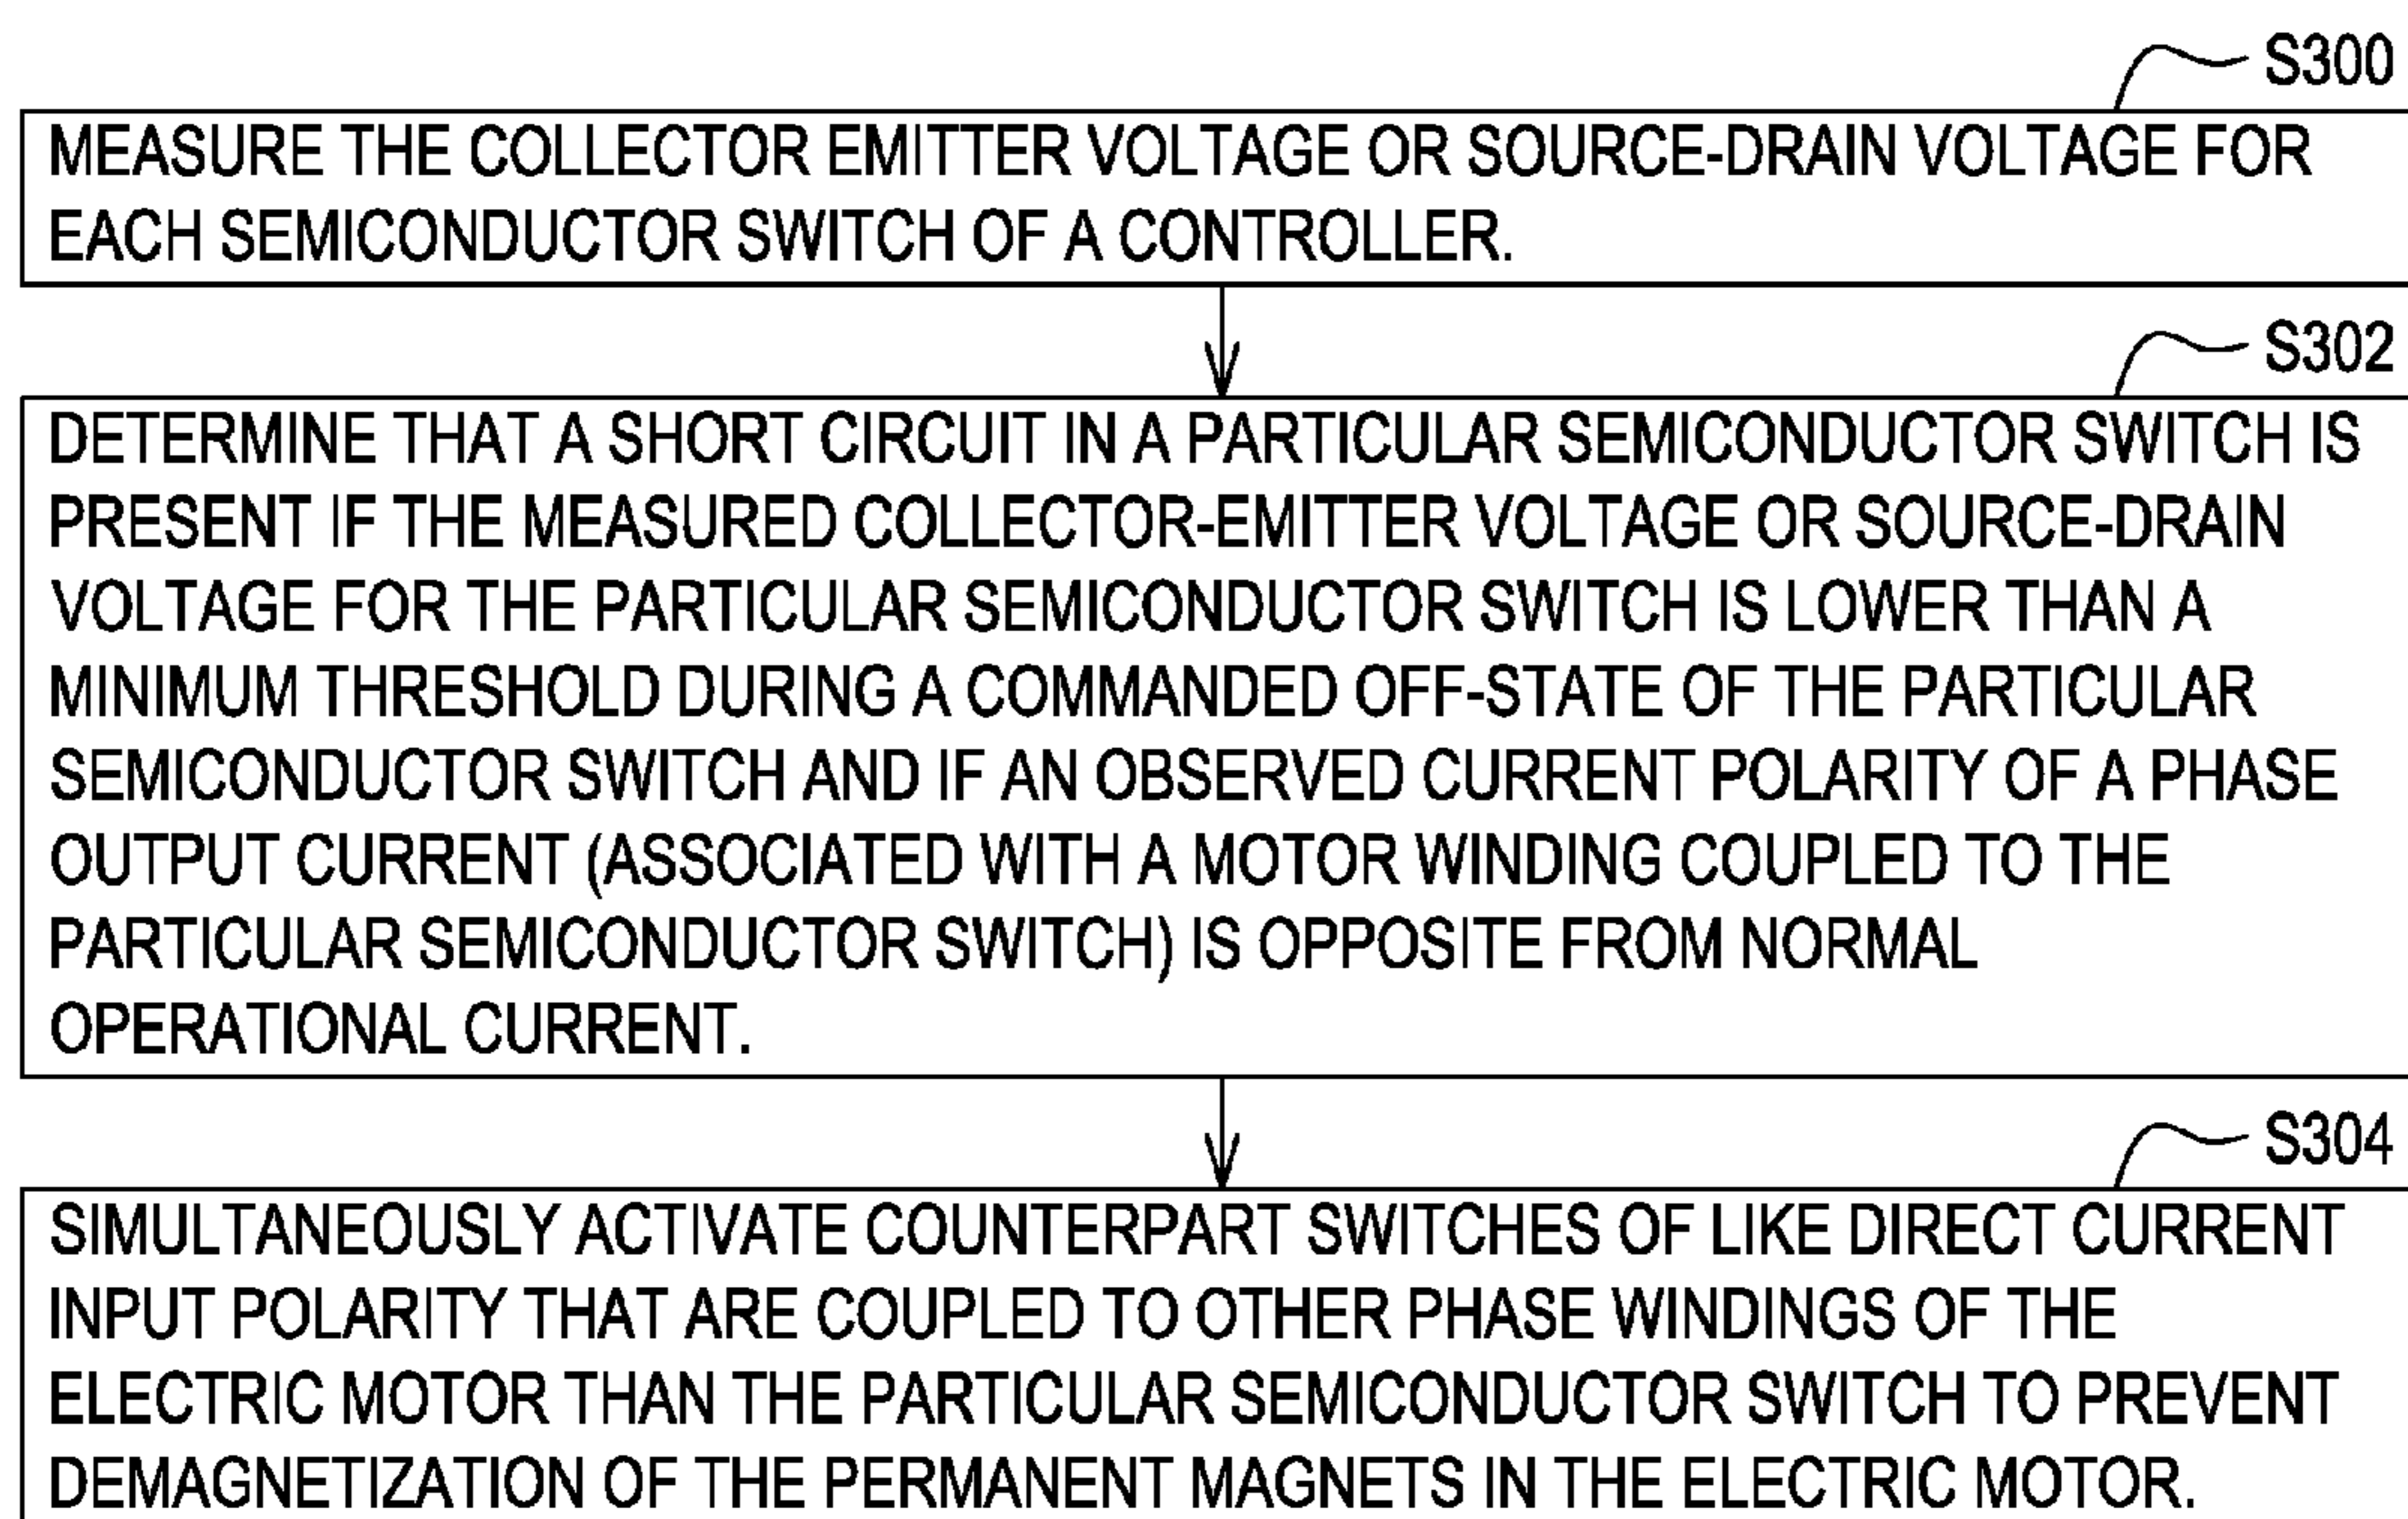 S300
MEASURE THE COLLECTOR EMITTER VOLTAGE OR SOURCE-DRAIN VOLTAGE FOR
EACH SEMICONDUCTOR SWITCH OF A CONTROLLER.
S302
DETERMINE THAT A SHORT CIRCUIT IN A PARTICULAR SEMICONDUCTOR SWITCH IS
PRESENT IF THE MEASURED COLLECTOR-EMITTER VOLTAGE OR SOURCE-DRAIN
VOLTAGE FOR THE PARTICULAR SEMICONDUCTOR SWITCH IS LOWER THAN A
MINIMUM THRESHOLD DURING A COMMANDED OFF-STATE OF THE PARTICULAR
SEMICONDUCTOR SWITCH AND IF AN OBSERVED CURRENT POLARITY OF A PHASE
OUTPUT CURRENT (ASSOCIATED WITH A MOTOR WINDING COUPLED TO THE
PARTICULAR SEMICONDUCTOR SWITCH) IS OPPOSITE FROM NORMAL
OPERATIONAL CURRENT.
S304
SIMULTANEOUSLY ACTIVATE COUNTERPART SWITCHES OF LIKE DIRECT CURRENT
INPUT POLARITY THAT ARE COUPLED TO OTHER PHASE WINDINGS OF THE
ELECTRIC MOTOR THAN THE PARTICULAR SEMICONDUCTOR SWITCH TO PREVENT
DEMAGNETIZATION OF THE PERMANENT MAGNETS IN THE ELECTRIC MOTOR.